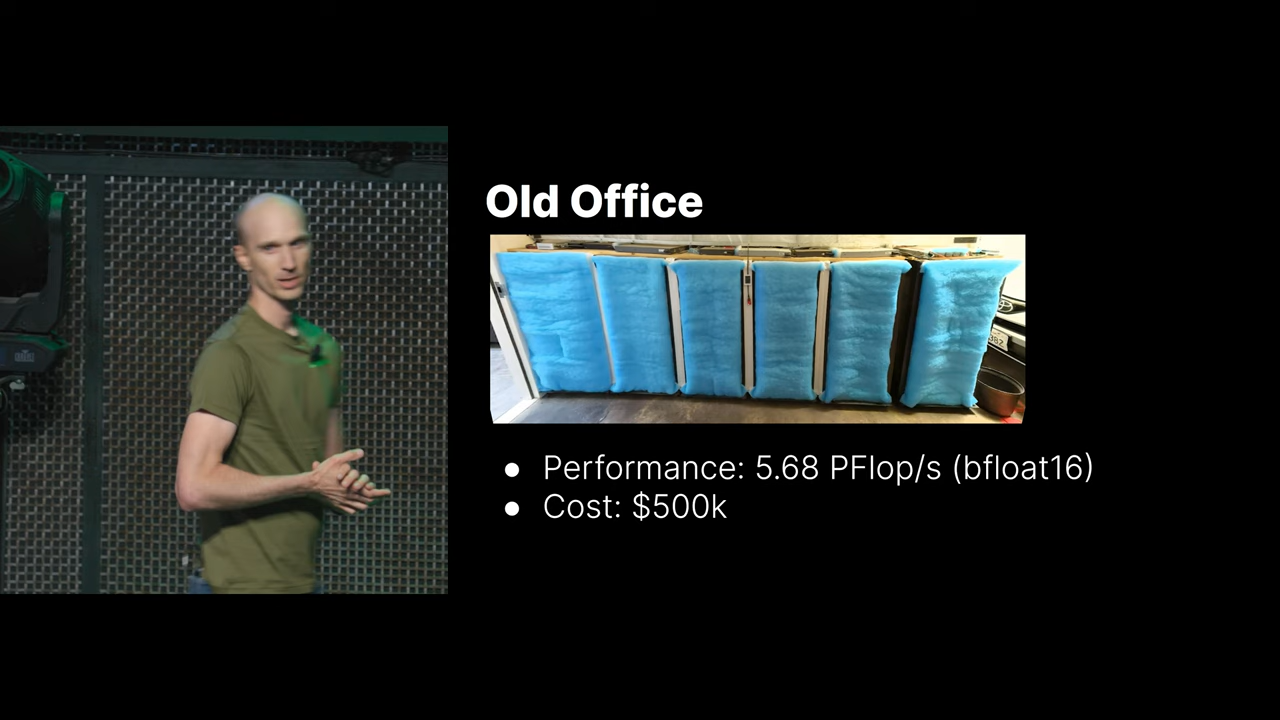 Old Office
● Performance: 5.68 PFlop/s (bfloat16)
● Cost: $500k